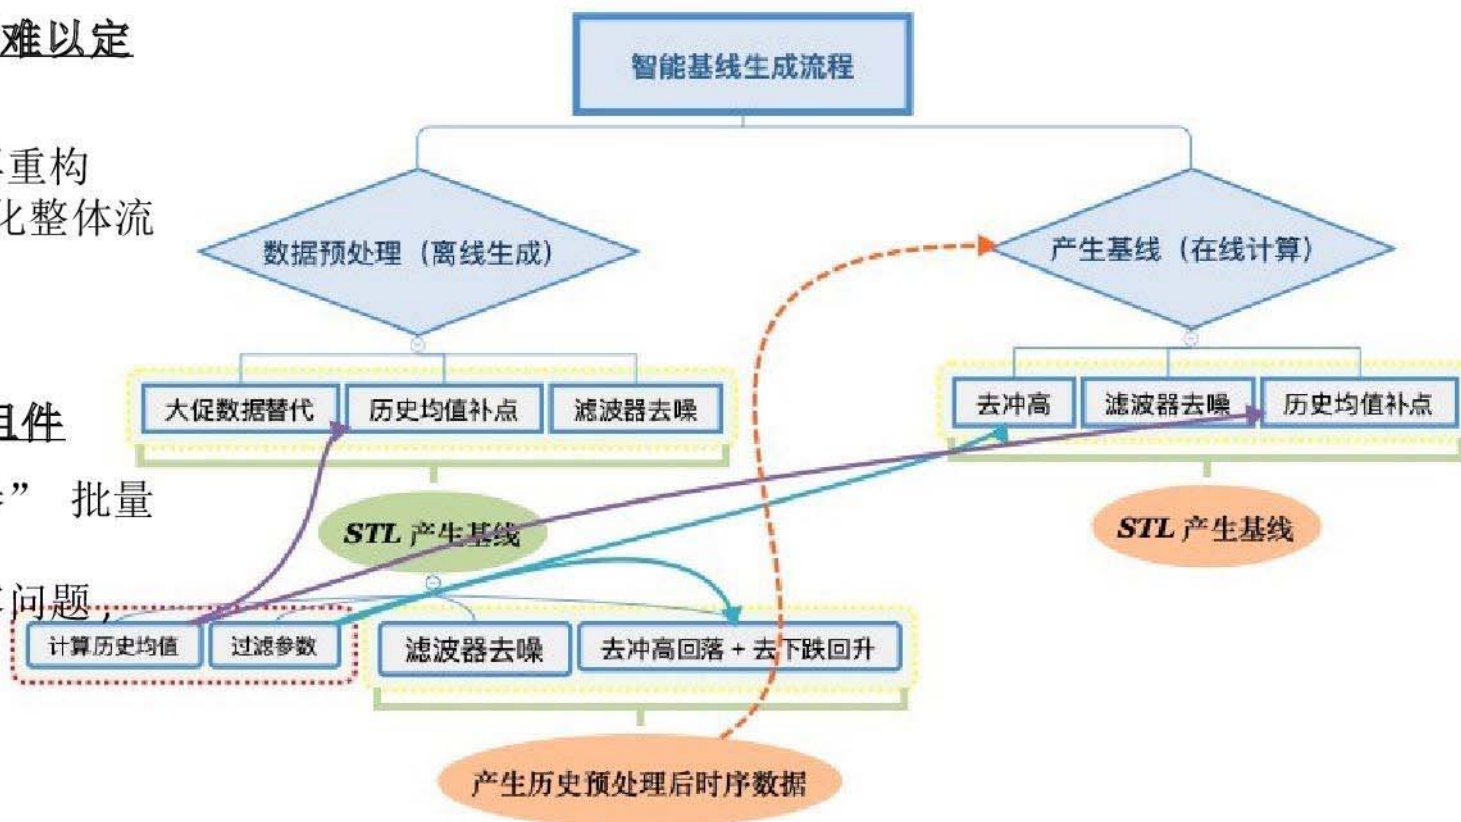 难以定
重构
化整体流
组件
” 批量
问题，
智能基线生成流程
数据预处理（离线生成）
产生基线（在线计算）
大促数据替代
历史均值补点
滤波器去噪
去冲高
滤波器去噪
历史均值补点
STL 产生基线
STL 产生基线
计算历史均值
过滤参数
滤波器去噪
去冲高回落 + 去下跌回升
产生历史预处理后时序数据